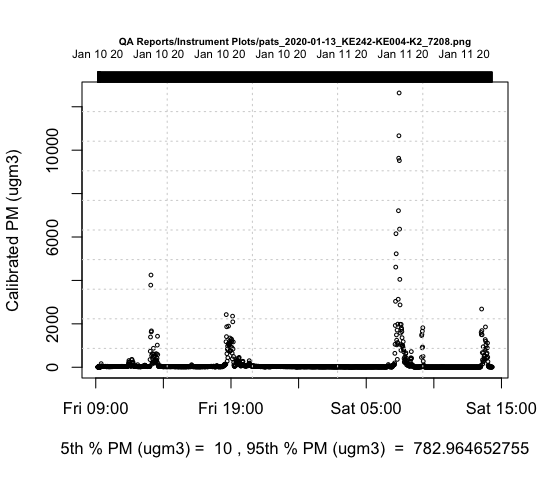 QA Reports/Instrument Plots/pats_2020-01-13_KE242-KE004-K2_7208.png
Jan 10 20 Jan 10 20 Jan 10 20 Jan 10 20 Jan 11 20 Jan 11 20 Jan 11 20
Calibrated PM (ugm3)
10000
6000
2000
0
Fri 09:00 Fri 19:00 Sat 05:00 Sat 15:00
5th % PM (ugm3) = 10 , 95th % PM (ugm3) = 782.964652755